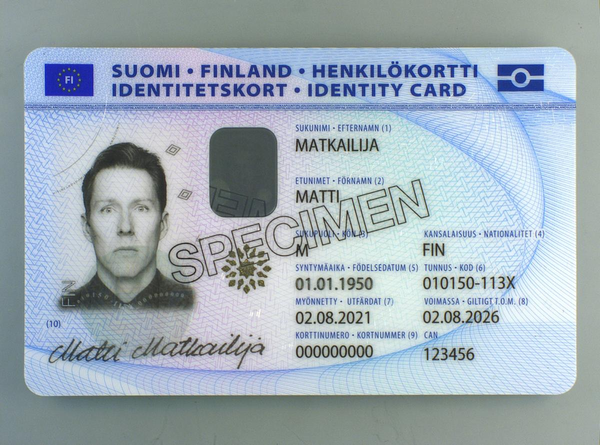 FI
SUOMI • FINLAND • HENKILÖKORTTI
IDENTITETSKORT • IDENTITY CARD
SUKUNIMI • EFTERNAMN (1)
MATKAILIJA
ETUNIMET • FÖRNAMN (2)
MATTI
SPECIMEN
SUKUPUOLI • KÖN (3)
M
KANSALAISUUS • NATIONALITET (4)
FIN
SYNTYMÄAIKA • FÖDELSEDATUM (5)
01.01.1950
TUNNUS • KOD (6)
010150-113X
MYÖNNETTY • UTFÄRDAT (7)
02.08.2021
VOIMASSA • GILTIGT T.O.M. (8)
02.08.2026
KORTTINUMERO • KORTNUMMER (9)
000000000
CAN
123456
FIN
(10)
Matti Matkailija